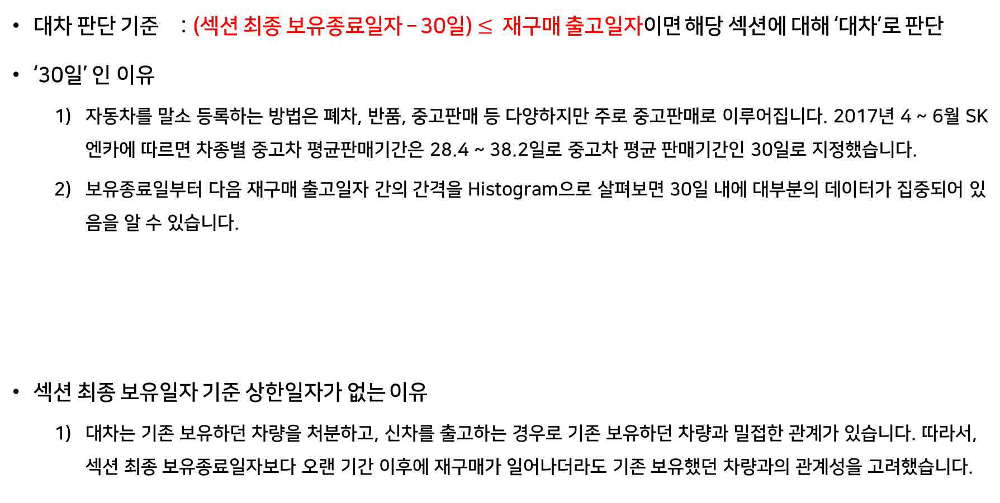 • 대차 판단 기준 : (섹션 최종 보유종료일자 – 30일) ≤ 재구매 출고일자이면 해당 섹션에 대해 ‘대차’로 판단
• ‘30일’ 인 이유
1) 자동차를 말소 등록하는 방법은 폐차, 반품, 중고판매 등 다양하지만 주로 중고판매로 이루어집니다. 2017년 4 ~ 6월 SK
엔카에 따르면 차종별 중고차 평균판매기간은 28.4 ~ 38.2일로 중고차 평균 판매기간인 30일로 지정했습니다.
2) 보유종료일부터 다음 재구매 출고일자 간의 간격을 Histogram으로 살펴보면 30일 내에 대부분의 데이터가 집중되어 있
음을 알 수 있습니다.
• 섹션 최종 보유일자 기준 상한일자가 없는 이유
1) 대차는 기존 보유하던 차량을 처분하고, 신차를 출고하는 경우로 기존 보유하던 차량과 밀접한 관계가 있습니다. 따라서,
섹션 최종 보유종료일자보다 오랜 기간 이후에 재구매가 일어나더라도 기존 보유했던 차량과의 관계성을 고려했습니다.